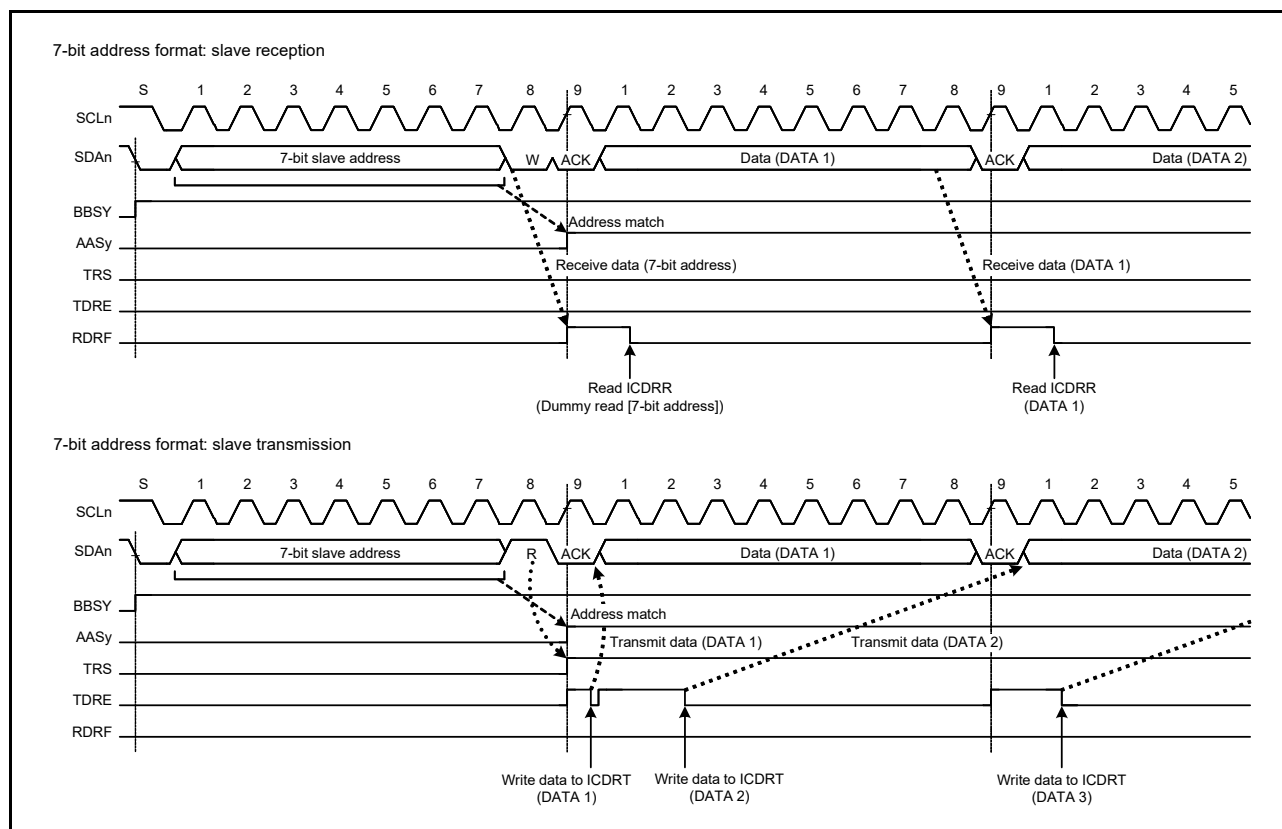 7-bit address format: slave reception
S 1 2 3 4 5 6 7 8 9 1 2 3 4 5 6 7 8 9 1 2 3 4 5
SCLn
SDAn 7-bit slave address W ACK Data (DATA 1) ACK Data (DATA 2)
BBSY
Address match
AASy
Receive data (7-bit address) Receive data (DATA 1)
TRS
TDRE
RDRF
Read ICDRR Read ICDRR
(Dummy read [7-bit address]) (DATA 1)
7-bit address format: slave transmission
S 1 2 3 4 5 6 7 8 9 1 2 3 4 5 6 7 8 9 1 2 3 4 5
SCLn
SDAn 7-bit slave address R ACK Data (DATA 1) ACK Data (DATA 2)
BBSY
Address match
AASy
Transmit data (DATA 1) Transmit data (DATA 2)
TRS
TDRE
RDRF
Write data to ICDRT Write data to ICDRT Write data to ICDRT
(DATA 1) (DATA 2) (DATA 3)